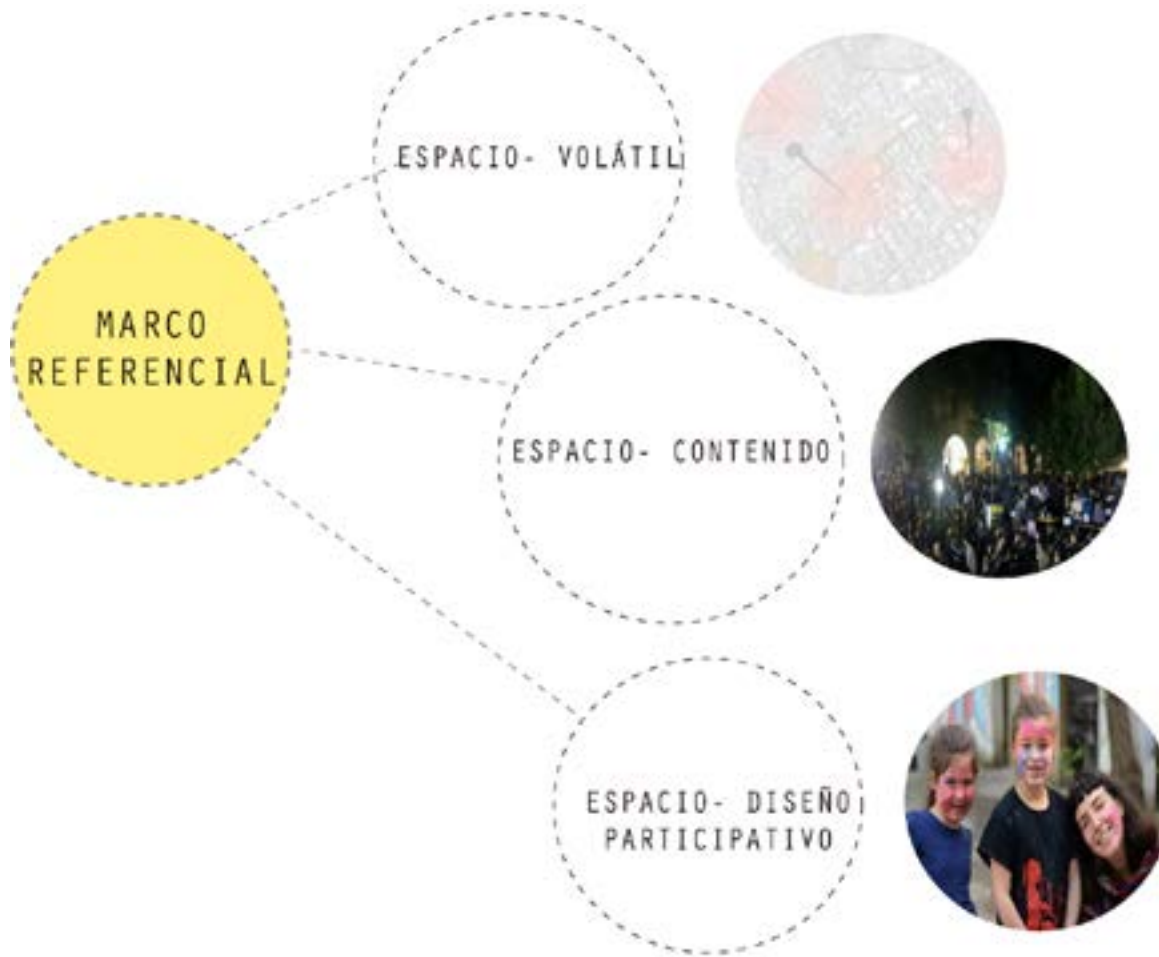 ESPACIO- VOLÁTIL
MARCO
REFERENCIAL
ESPACIO- CONTENIDO
ESPACIO- DISEÑO
PARTICIPATIVO